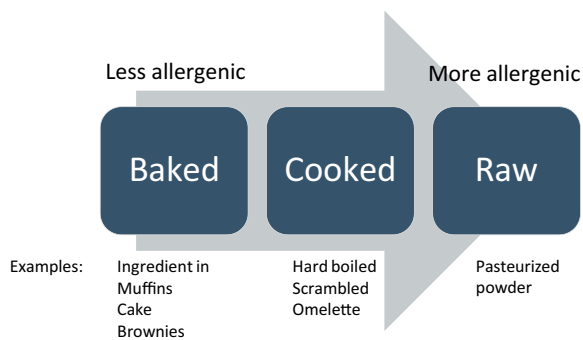 Less allergenic
More allergenic
Baked
Cooked
Raw
Examples:
Ingredient in
Muffins
Cake
Brownies
Hard boiled
Scrambled
Omelette
Pasteurized
powder